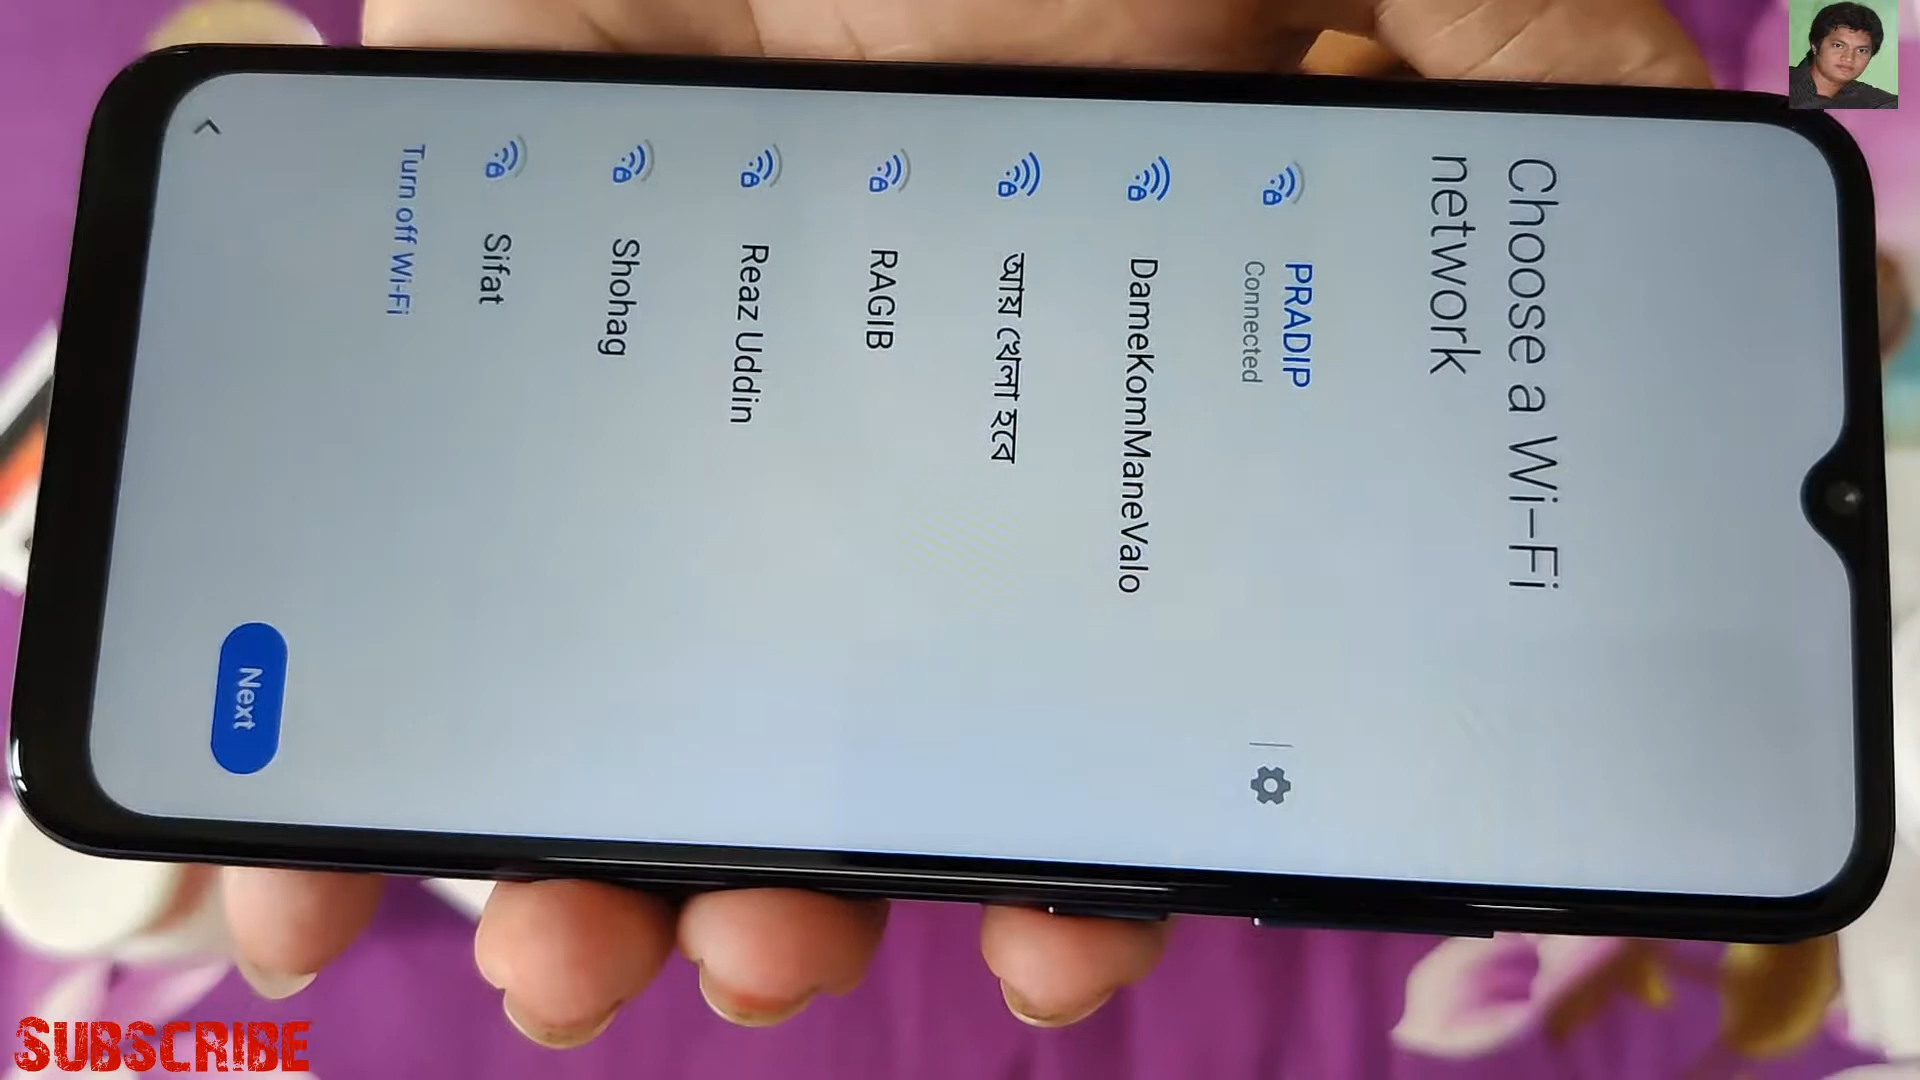 Choose a Wi-Fi
network
PRADIP
Connected
DameKomManeValo
আয় খেলা হবে
RAGIB
Reaz Uddin
Shohag
Sifat
Turn off Wi-Fi
Next
SUBSCRIBE